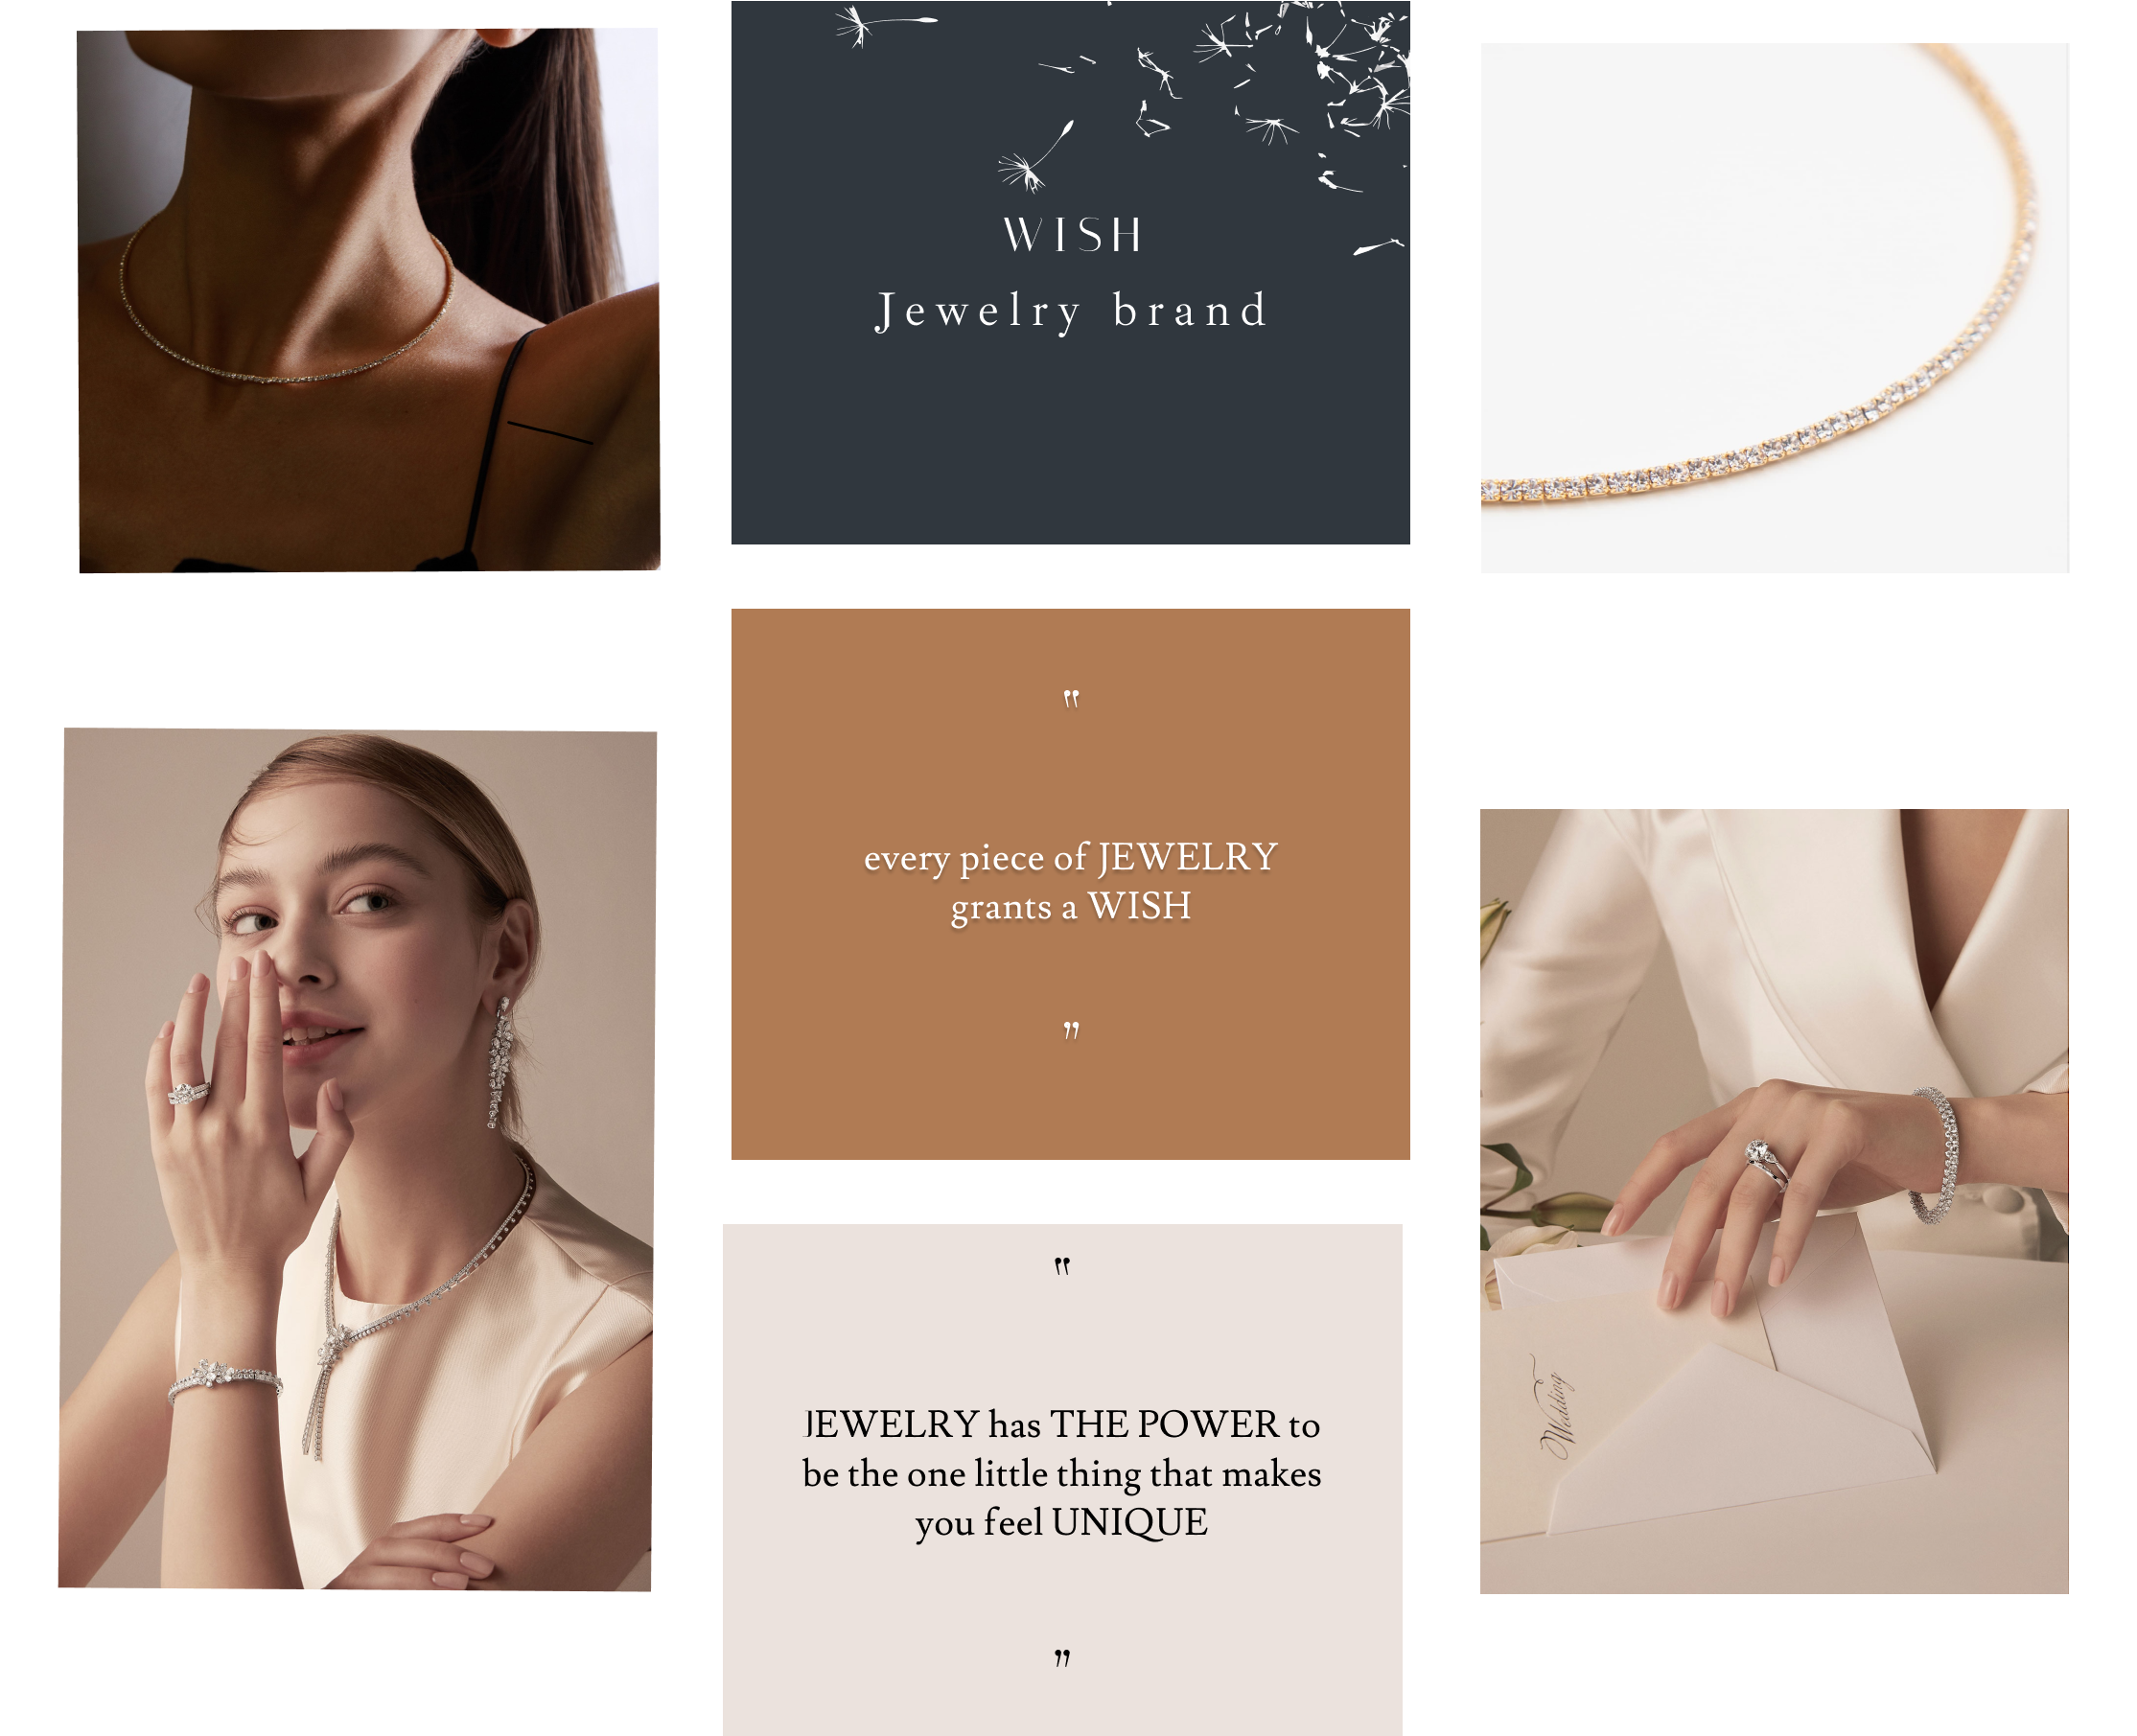 WISH
Jewelry brand
"
every piece of JEWELRY
grants a WISH
"
"
JEWELRY has THE POWER to
be the one little thing that makes
you feel UNIQUE
"
Wedding